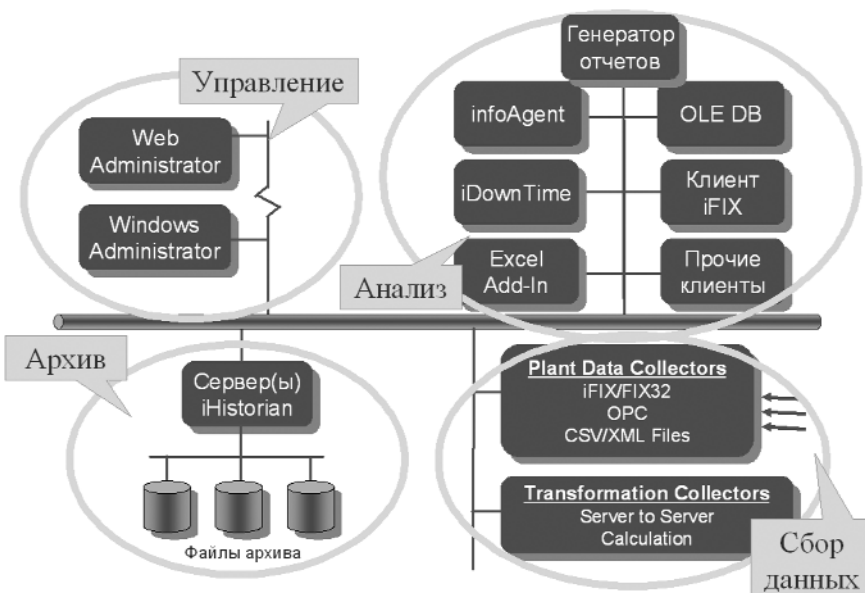 Управление
Web
Administrator
Windows
Administrator
Генератор
отчетов
infoAgent
OLE DB
iDownTime
Клиент
iFIX
Excel
Add-In
Прочие
клиенты
Анализ
Архив
Сервер(ы)
iHistorian
Файлы архива
Plant Data Collectors
iFIX/FIX32
OPC
CSV/XML Files
Transformation Collectors
Server to Server
Calculation
Сбор
данных